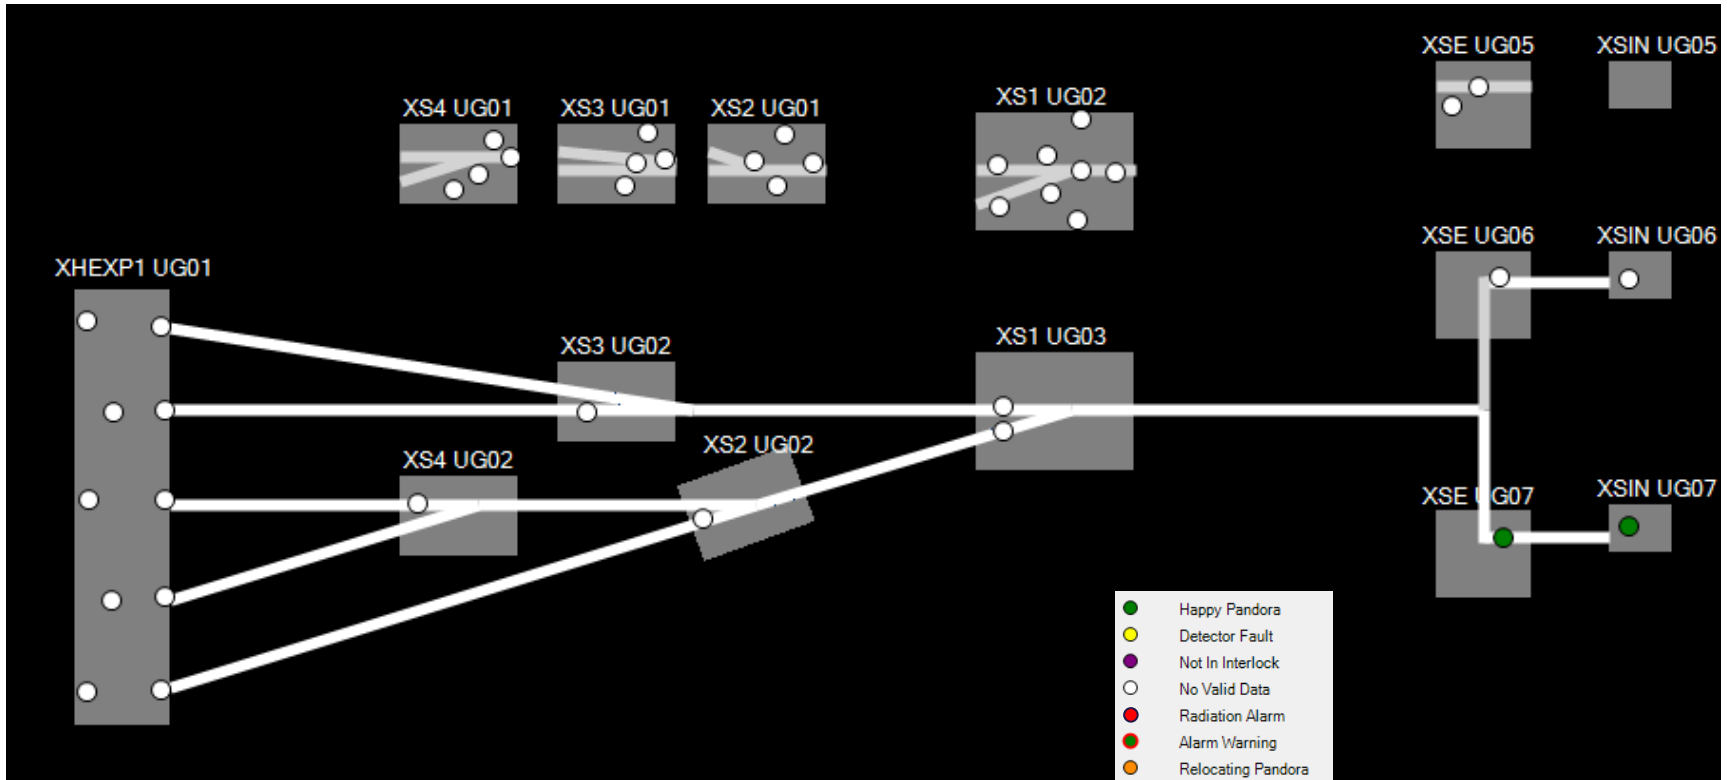 XSE UG05
XSIN UG05
XS4 UG01
XS3 UG01
XS2 UG01
XS1 UG02
XSE UG06
XSIN UG06
XHEXP1 UG01
XS3 UG02
XS1 UG03
XS4 UG02
XS2 UG02
XSE UG07
XSIN UG07
Happy Pandora
Detector Fault
Not In Interlock
No Valid Data
Radiation Alarm
Alarm Warning
Relocating Pandora